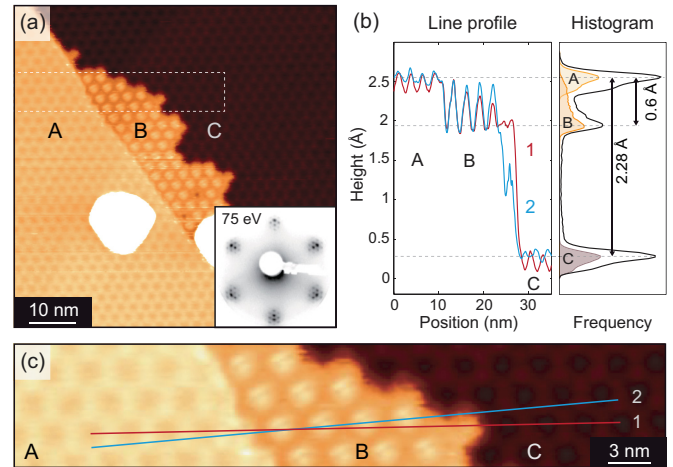 (a)
A
B
C
10 nm
75 eV
(b)
Line profile
Histogram
Height (Å)
2.5
2
1.5
1
0.5
0
A
B
1
2
C
0
10
20
30
Position (nm)
A
B
C
0.6 Å
2.28 Å
Frequency
(c)
2
1
A
B
C
3 nm